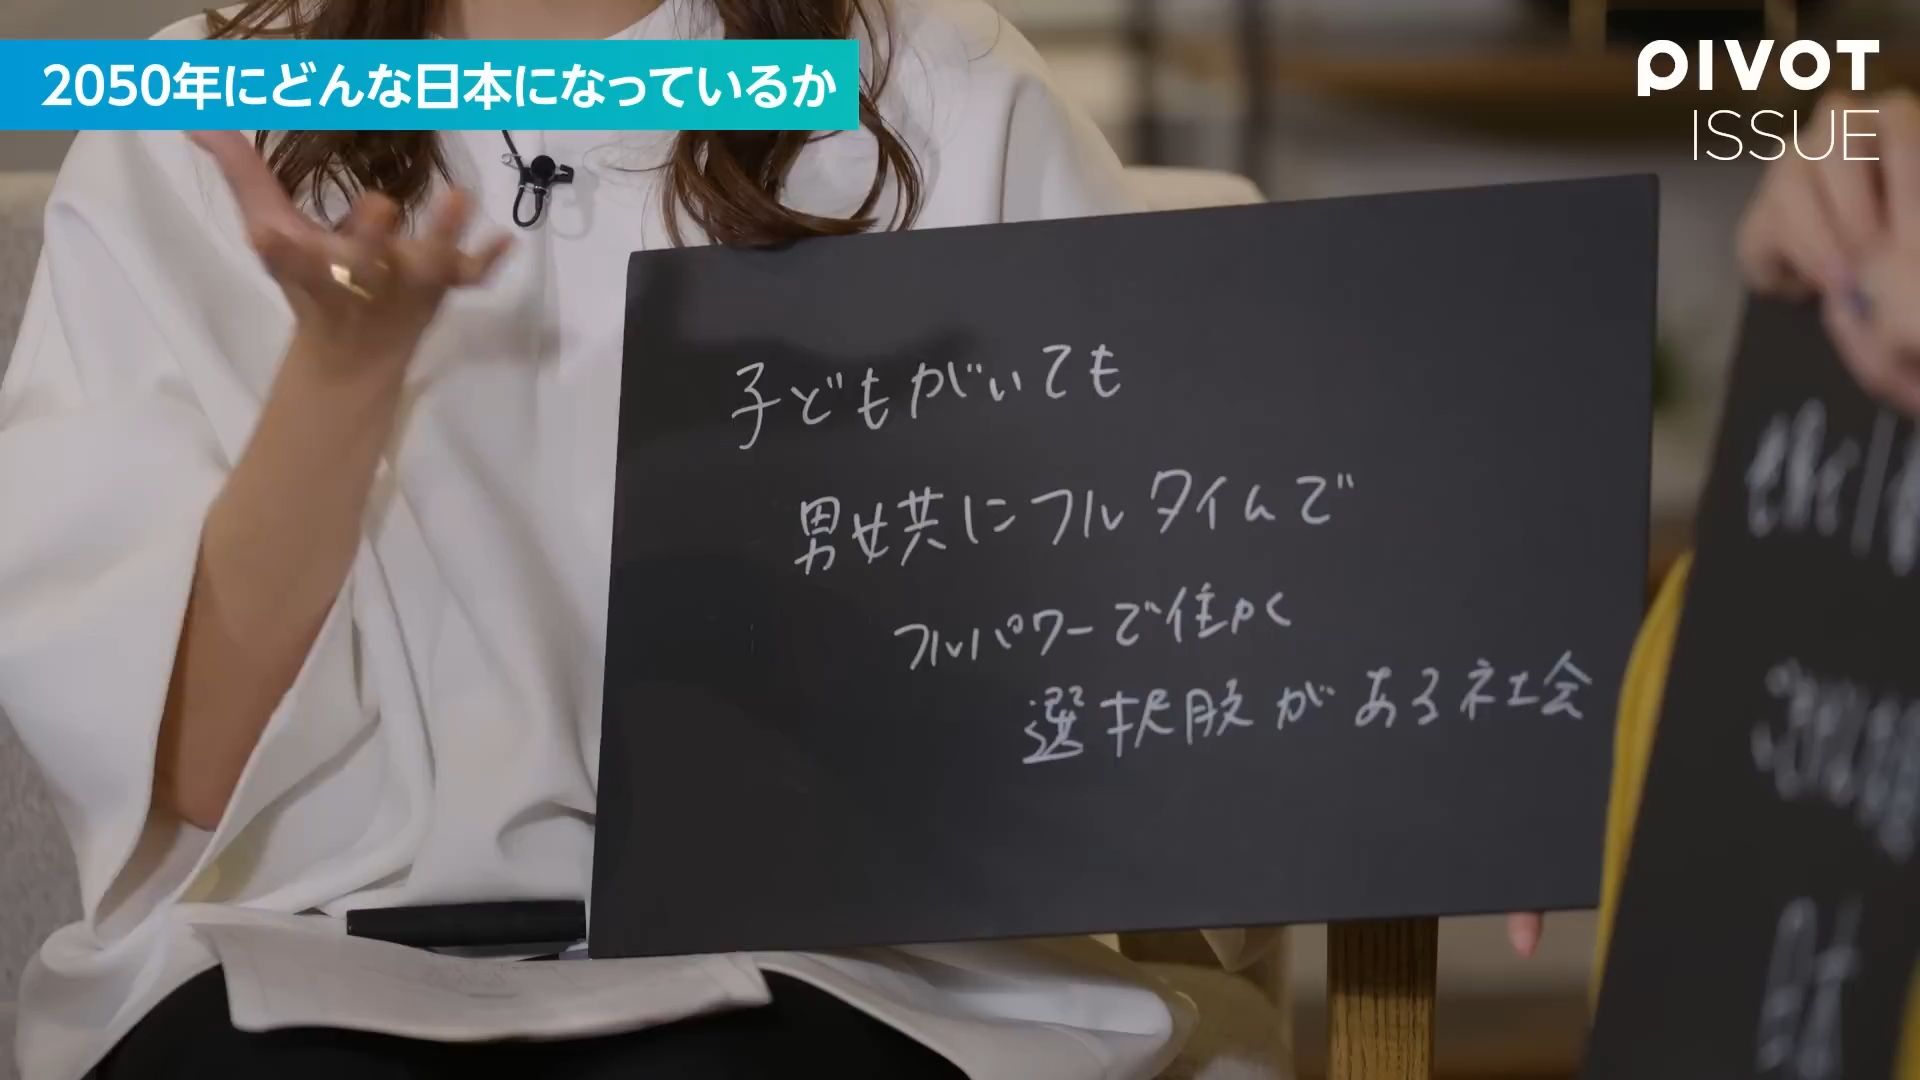 2050年にどんな日本になっているか
PIVOT
ISSUE
子どもがいても
男女共にフルタイムで
フルパワーで働く
選択肢がある社会